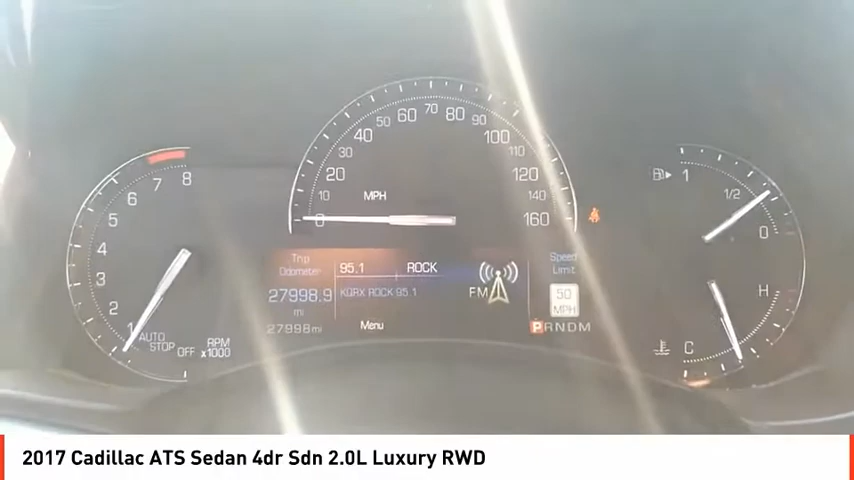 8
7
6
5
4
3
2
1
AUTO
STOP
OFF
RPM
x1000
0
10
20
30
40
50
60
70
80
90
100
110
120
140
160
MPH
1
1/2
0
H
C
Trip
Odometer
27998.9
mi
27998mi
95.1 ROCK
KQRX ROCK 95.1
Menu
FM
Speed
Limit
50
MPH
PRNDM
2017 Cadillac ATS Sedan 4dr Sdn 2.0L Luxury RWD